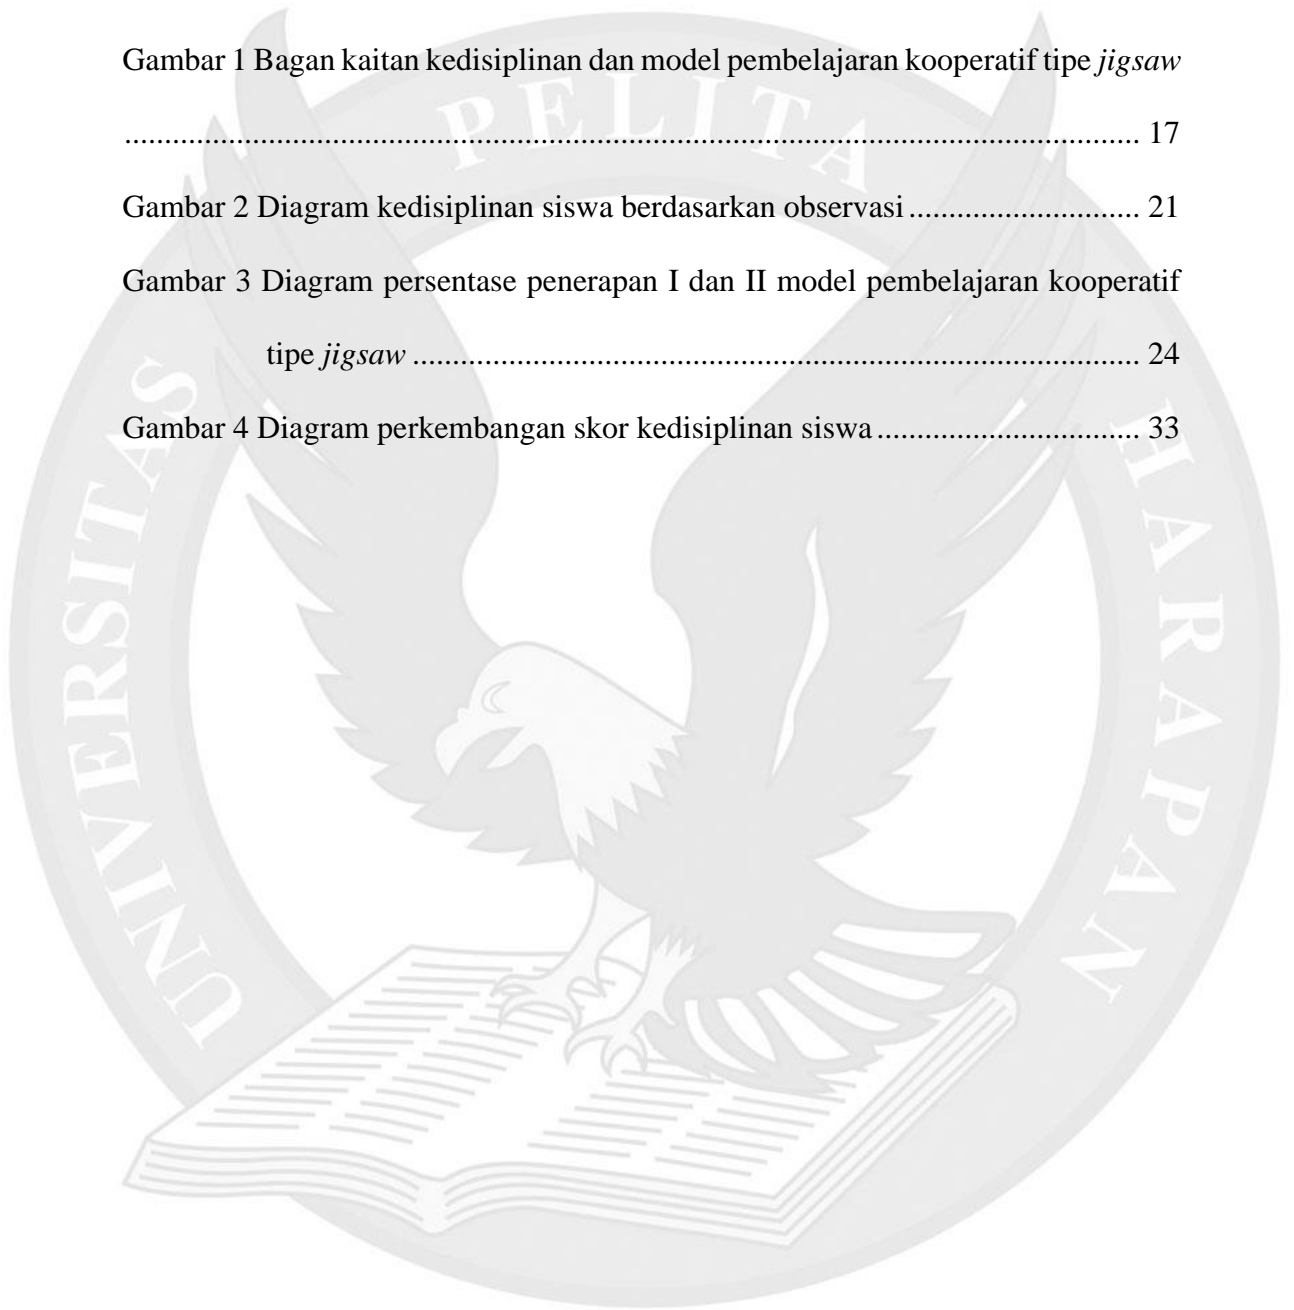 Gambar 1 Bagan kaitan kedisiplinan dan model pembelajaran kooperatif tipe jigsaw
............................................................................................................................... 17
Gambar 2 Diagram kedisiplinan siswa berdasarkan observasi ............................. 21
Gambar 3 Diagram persentase penerapan I dan II model pembelajaran kooperatif
tipe jigsaw ........................................................................................... 24
Gambar 4 Diagram perkembangan skor kedisiplinan siswa ................................. 33
UNIVERSITAS PELITA HARAPAN